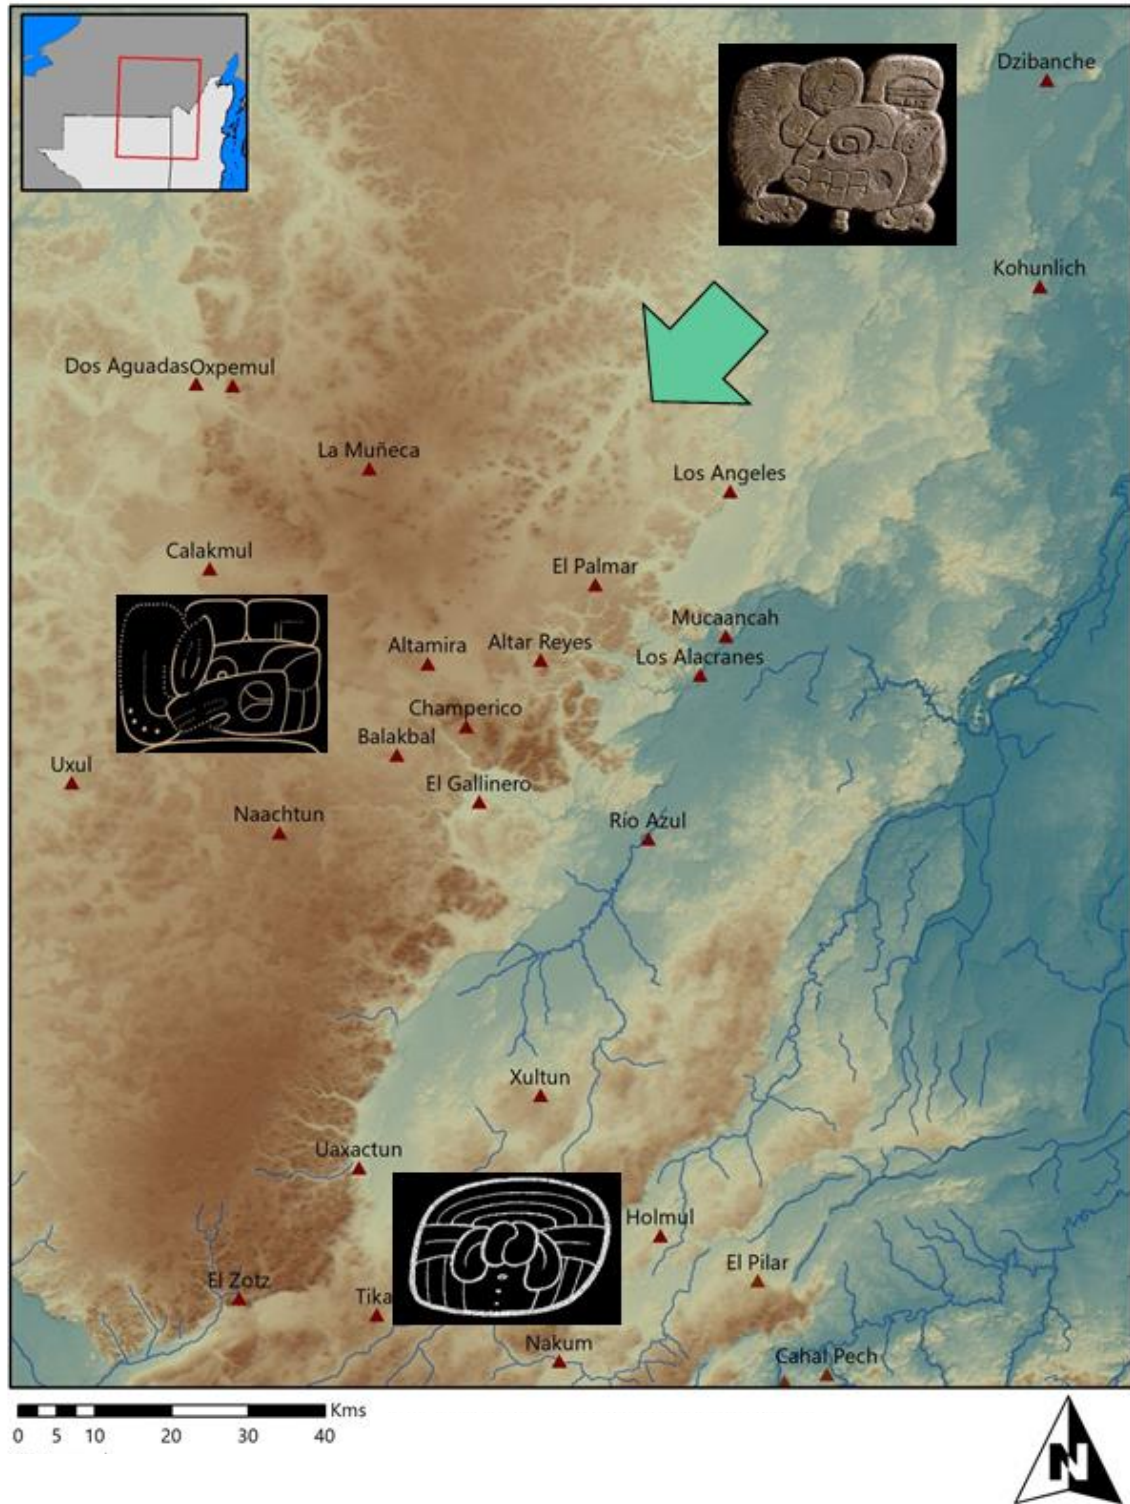 Dzibanche
Kohunlich
Dos Aguadas Oxpemul
La Muñeca
Los Angeles
Calakmul
El Palmar
Mucaancah
Altamira
Altar Reyes
Los Alacranes
Champerico
Balakbal
Uxul
El Gallinero
Naachtun
Río Azul
Xultun
Uaxactun
Holmul
El Pilar
El Zotz
Tika
Nakum
Cahal Pech
Kms
0 5 10 20 30 40
N